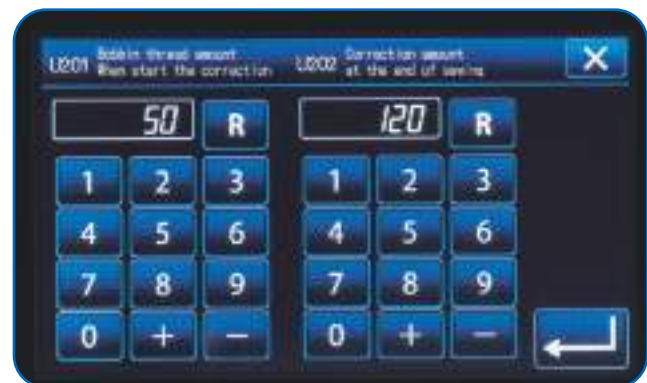 U201 Bobbin thread amount
When start the correction
U202 Correction amount
at the end of sewing
X
50 R
120 R
1 2 3
4 5 6
7 8 9
0 + −
1 2 3
4 5 6
7 8 9
0 + −